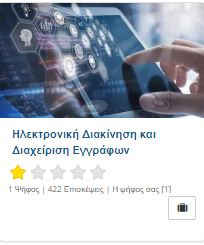 Ηλεκτρονική Διακίνηση και
Διαχείριση Εγγράφων
1 Ψήφος | 422 Επισκέψεις | Η ψήφος σας [1]